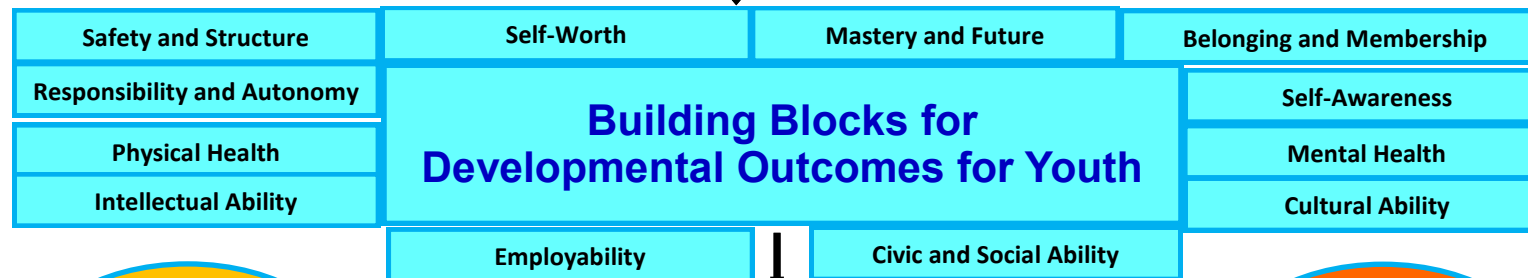 Safety and Structure
Self-Worth
Mastery and Future
Belonging and Membership
Responsibility and Autonomy
Building Blocks for
Developmental Outcomes for Youth
Self-Awareness
Physical Health
Mental Health
Intellectual Ability
Cultural Ability
Employability
Civic and Social Ability